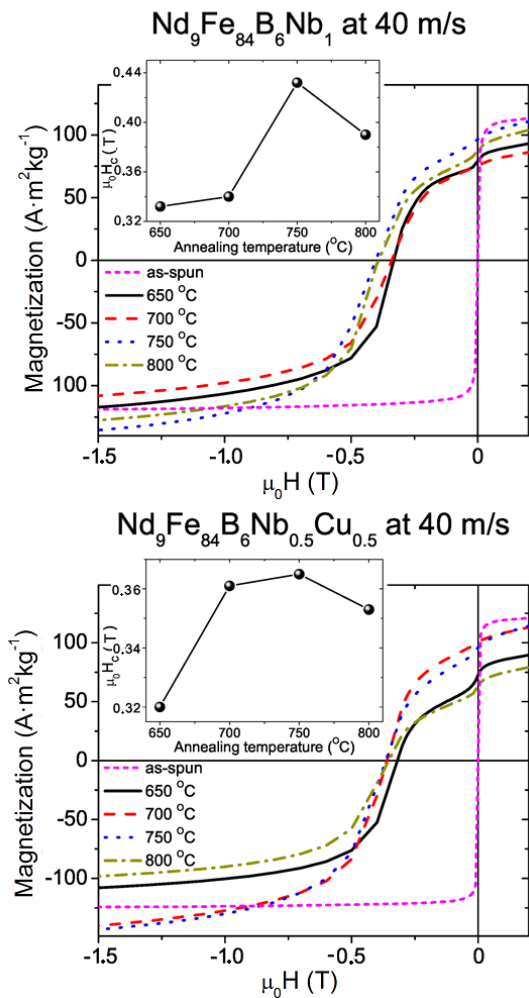 Nd9Fe84B6Nb1 at 40 m/s
0,44
0,40
0,36
0,32
μ0Hc (T)
650 700 750 800
Annealing temperature (°C)
100
50
0
-50
100
Magnetization (A·m²kg⁻¹)
as-spun
650 °C
700 °C
750 °C
800 °C
-1.5 -1.0 -0.5 0
μ0H (T)
Nd9Fe84B6Nb0.5Cu0.5 at 40 m/s
0,36
0,34
0,32
μ0Hc (T)
650 700 750 800
Annealing temperature (°C)
100
50
0
-50
-100
Magnetization (A·m²kg⁻¹)
as-spun
650 °C
700 °C
750 °C
800 °C
-1.5 -1.0 -0.5 0
μ0H (T)